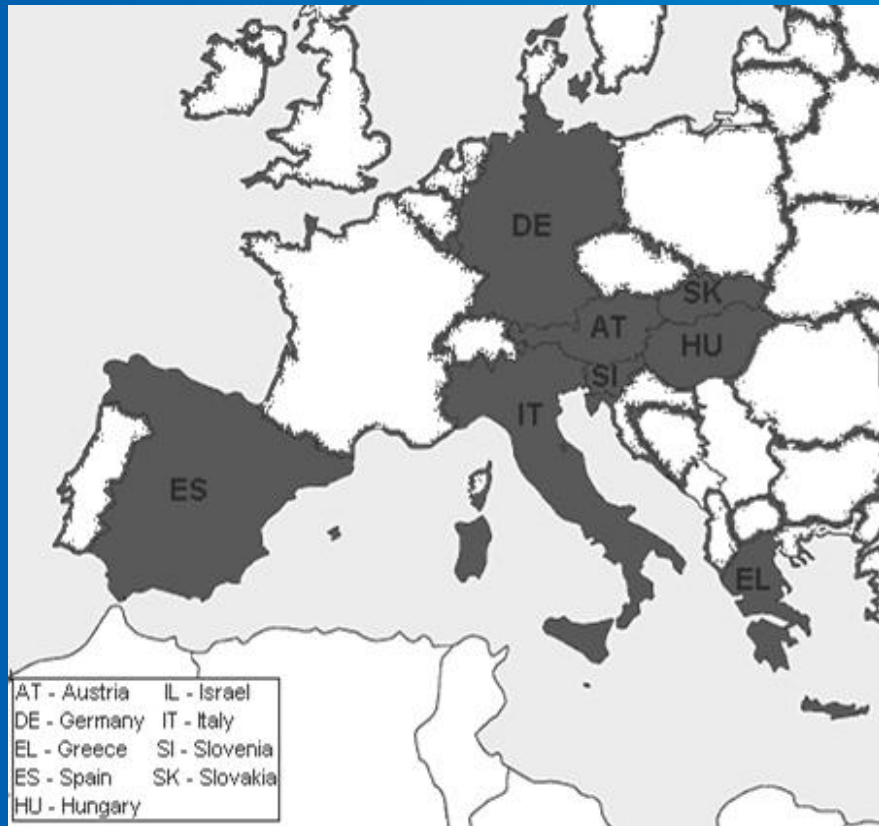 DE
SK
AT
HU
SI
IT
ES
EL
AT - Austria IL - Israel
DE - Germany IT - Italy
EL - Greece SI - Slovenia
ES - Spain SK - Slovakia
HU - Hungary